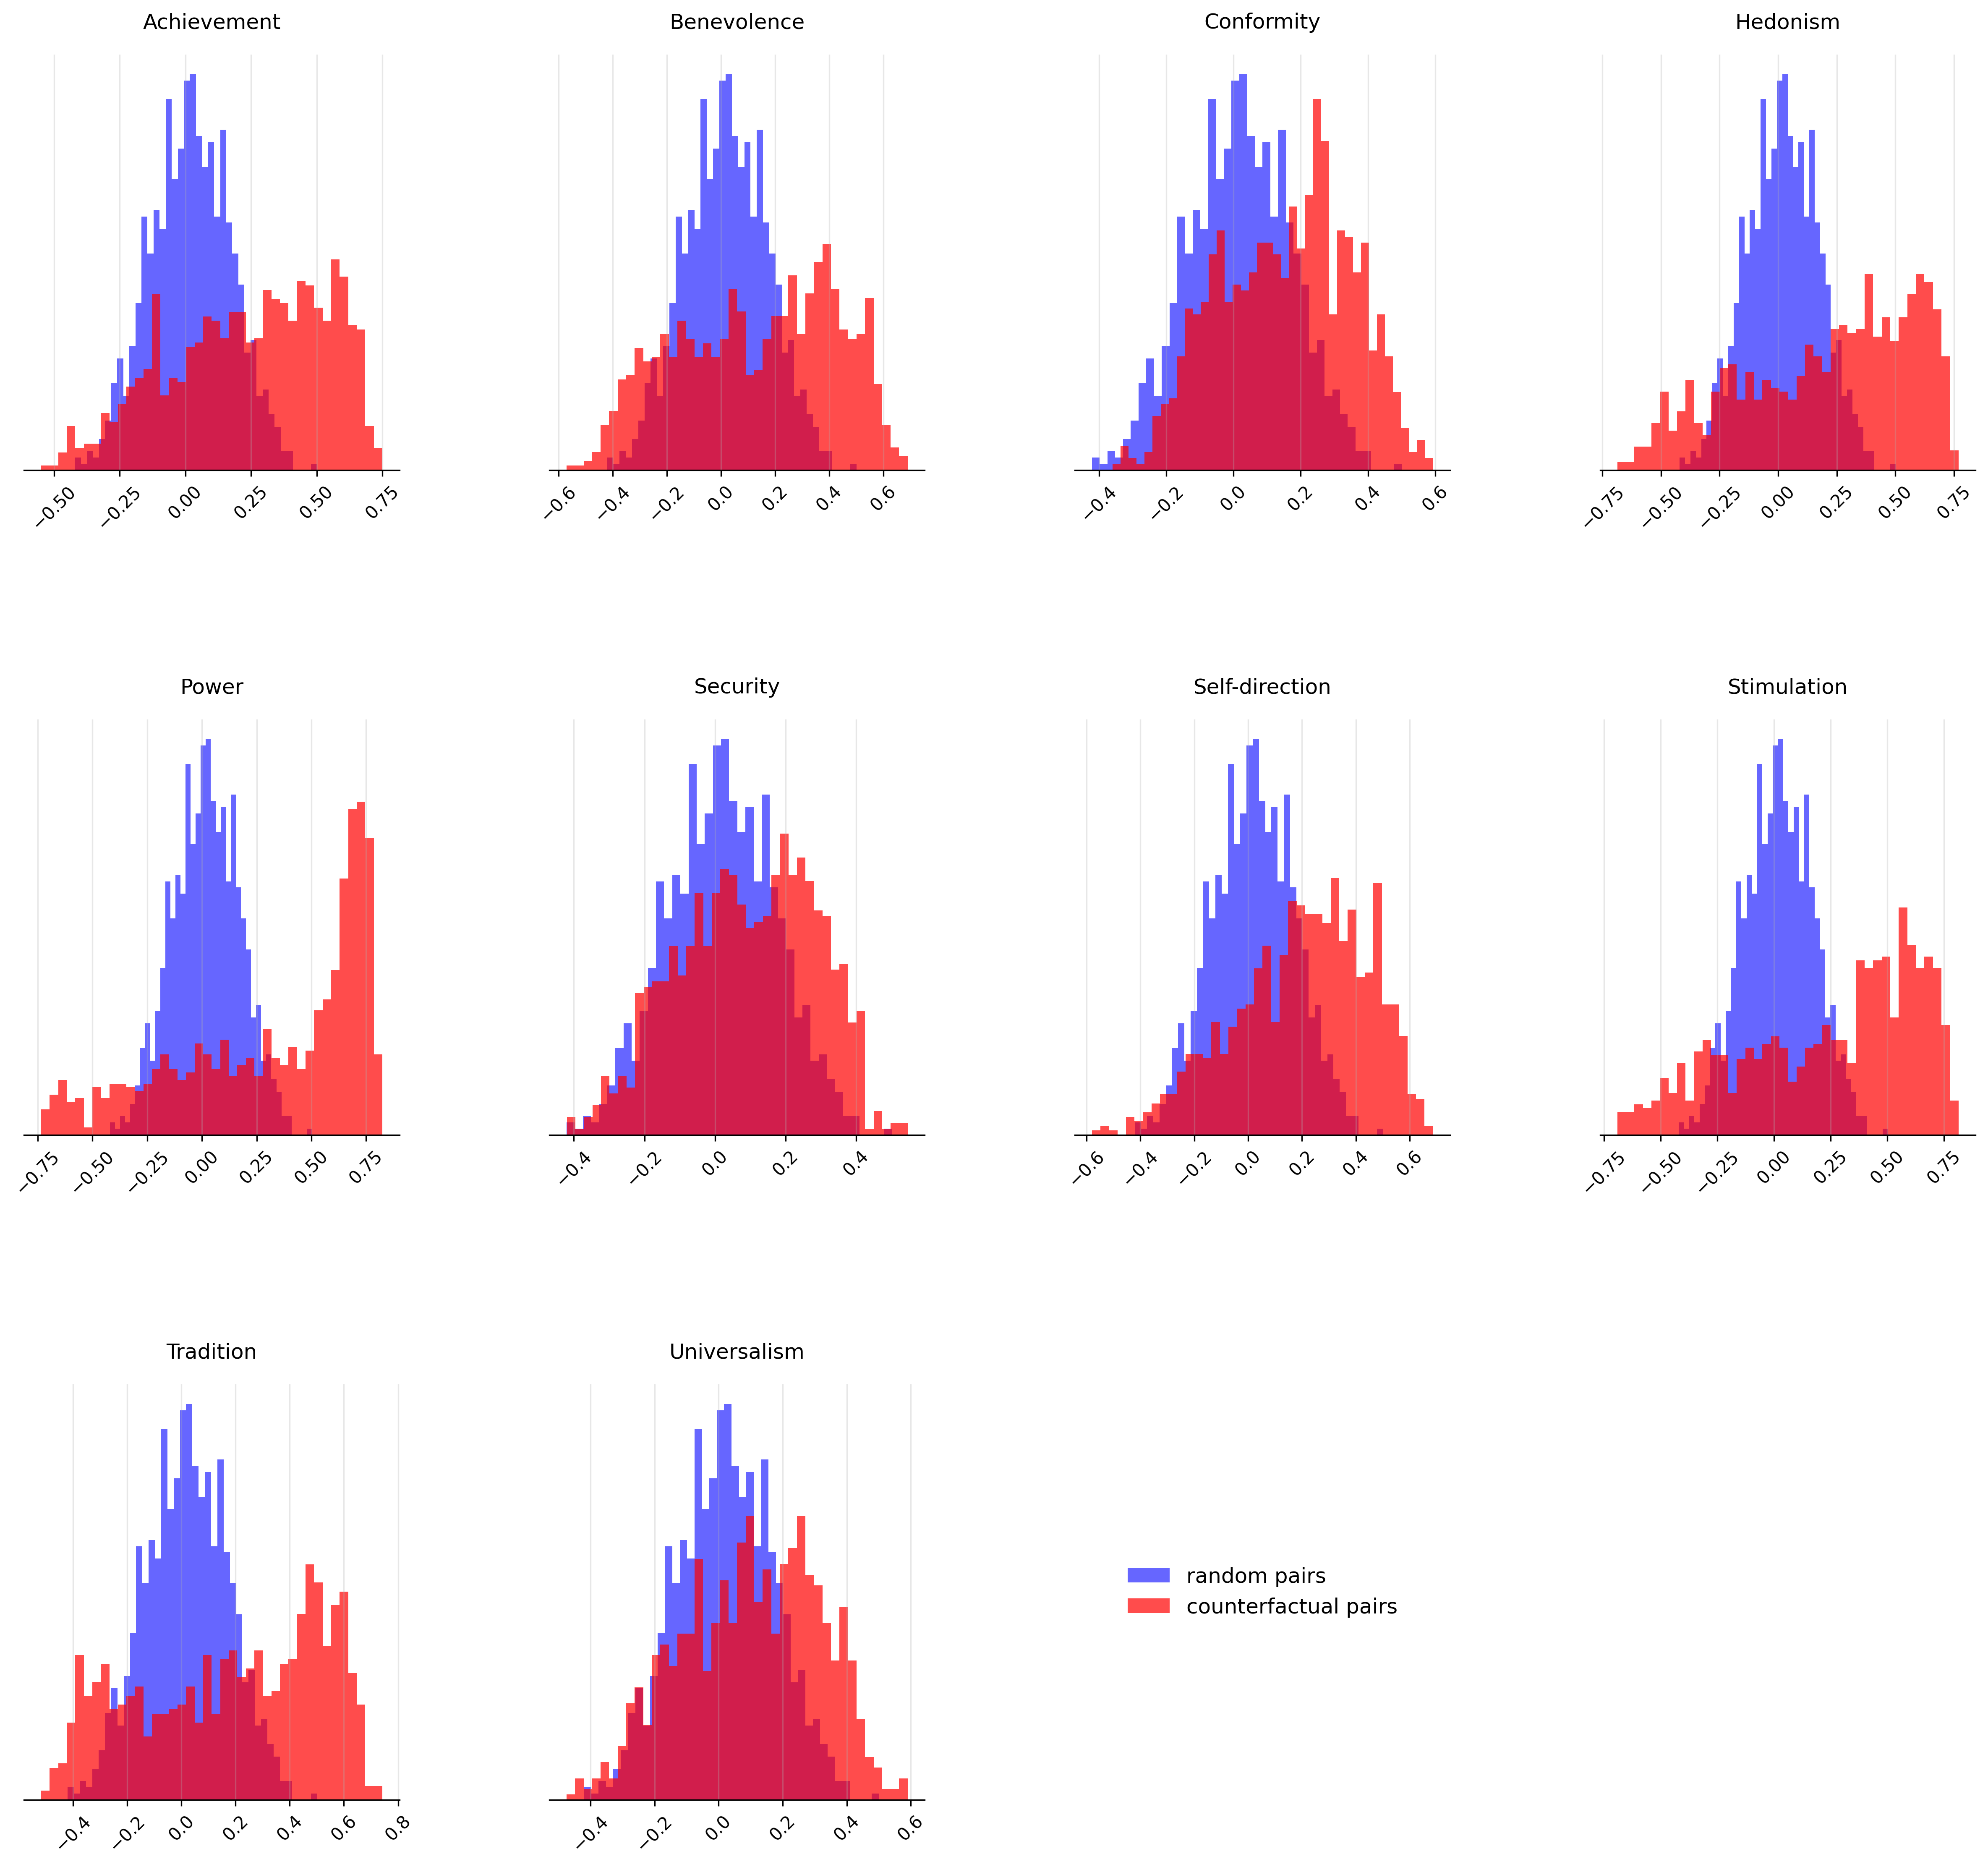 Achievement Benevolence Conformity Hedonism
−0.50 −0.25 0.00 0.25 0.50 0.75
−0.6 −0.4 −0.2 0.0 0.2 0.4 0.6
−0.4 −0.2 0.0 0.2 0.4 0.6
−0.75 −0.50 −0.25 0.00 0.25 0.50 0.75
Power Security Self-direction Stimulation
−0.75 −0.50 −0.25 0.00 0.25 0.50 0.75
−0.4 −0.2 0.0 0.2 0.4
−0.6 −0.4 −0.2 0.0 0.2 0.4 0.6
−0.75 −0.50 −0.25 0.00 0.25 0.50 0.75
Tradition Universalism
−0.4 −0.2 0.0 0.2 0.4 0.6 0.8
−0.4 −0.2 0.0 0.2 0.4 0.6
random pairs
counterfactual pairs